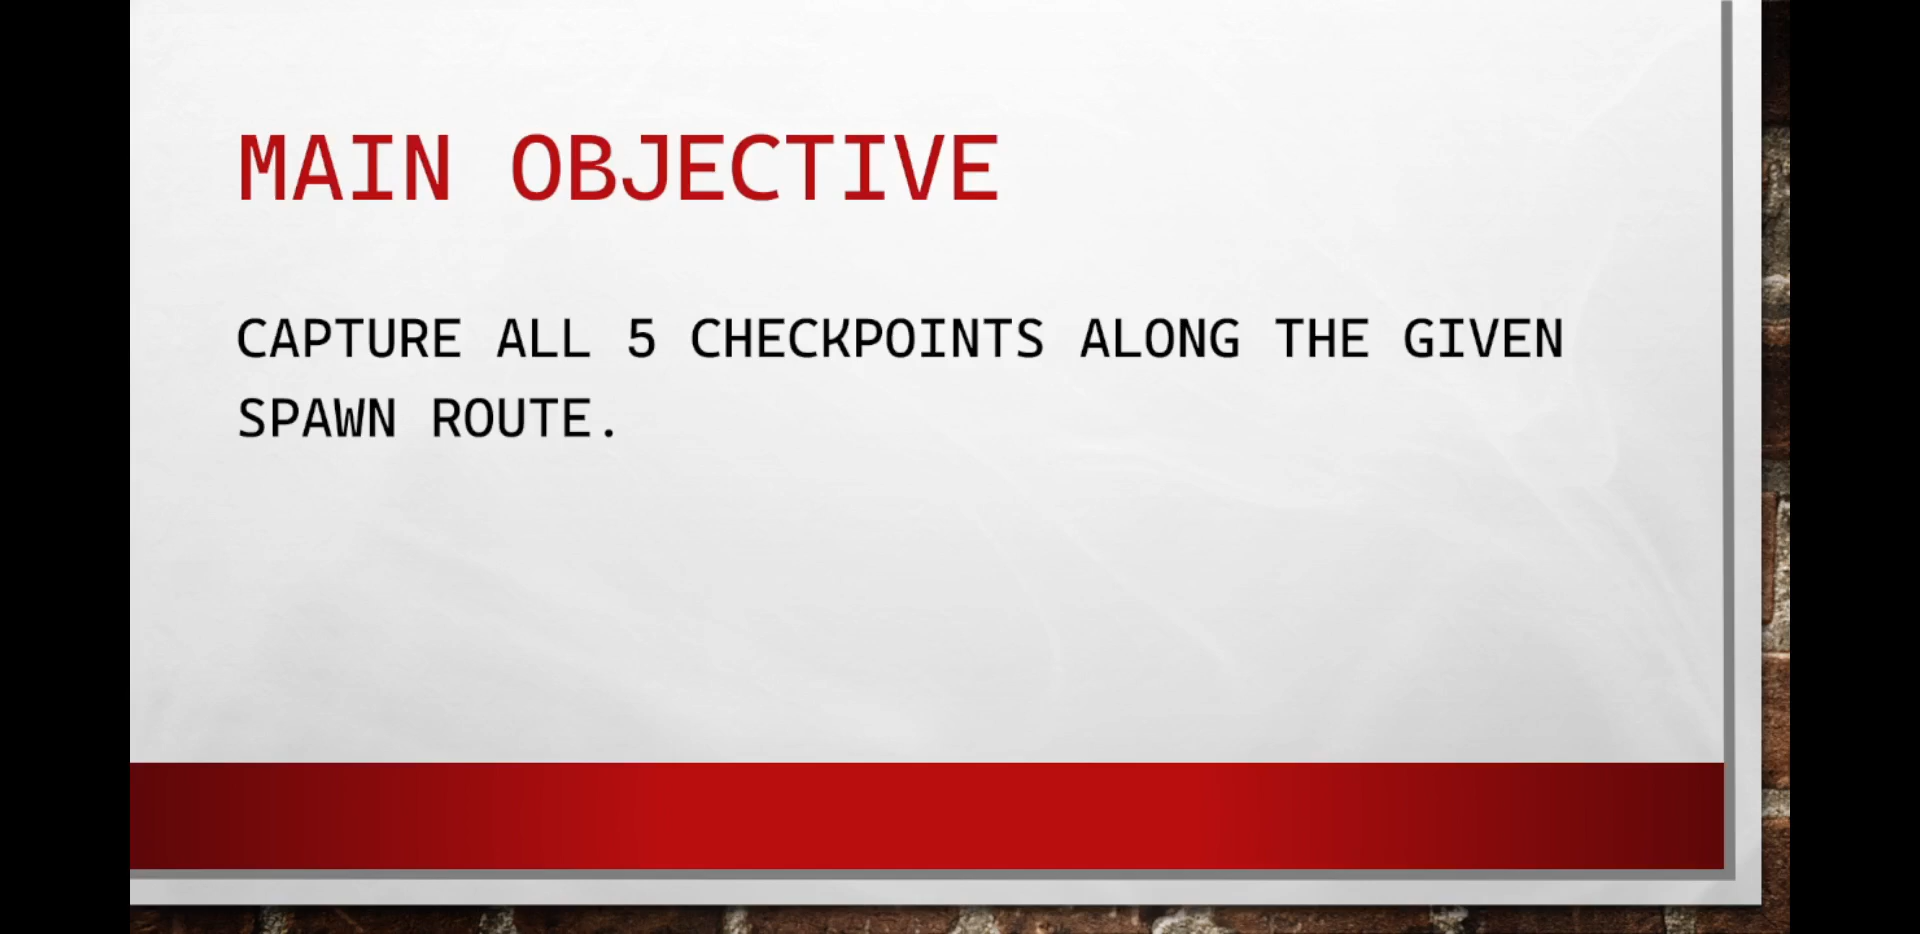 MAIN OBJECTIVE
CAPTURE ALL 5 CHECKPOINTS ALONG THE GIVEN
SPAWN ROUTE.